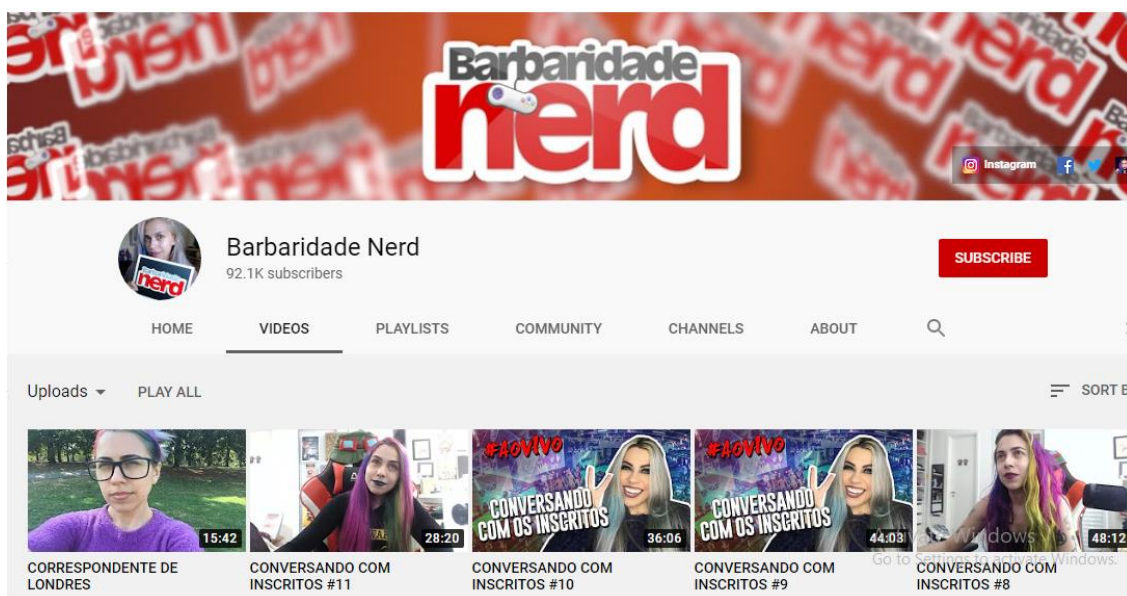 Barbaridade
nerd
Instagram
Barbaridade Nerd
92.1K subscribers
SUBSCRIBE
HOME VIDEOS PLAYLISTS COMMUNITY CHANNELS ABOUT
Uploads PLAY ALL SORT B
#AOVIVO #AOVIVO
CONVERSANDO CONVERSANDO
COM OS INSCRITOS COM OS INSCRITOS
15:42 28:20 36:06 44:03 48:12
Windows
Go to Settings to activate Windows.
CORRESPONDENTE DE CONVERSANDO COM CONVERSANDO COM CONVERSANDO COM CONVERSANDO COM
LONDRES INSCRITOS #11 INSCRITOS #10 INSCRITOS #9 INSCRITOS #8